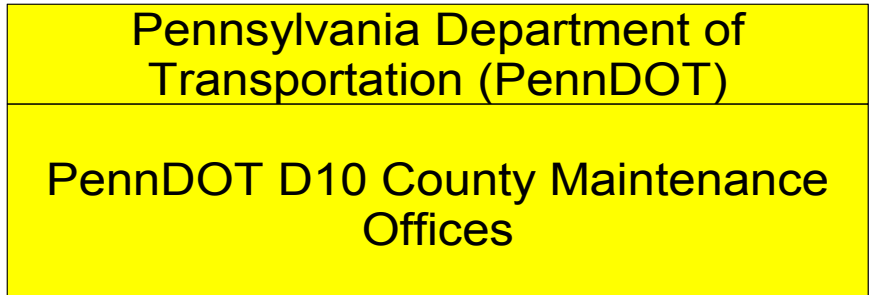 Pennsylvania Department of
Transportation (PennDOT)
PennDOT D10 County Maintenance
Offices